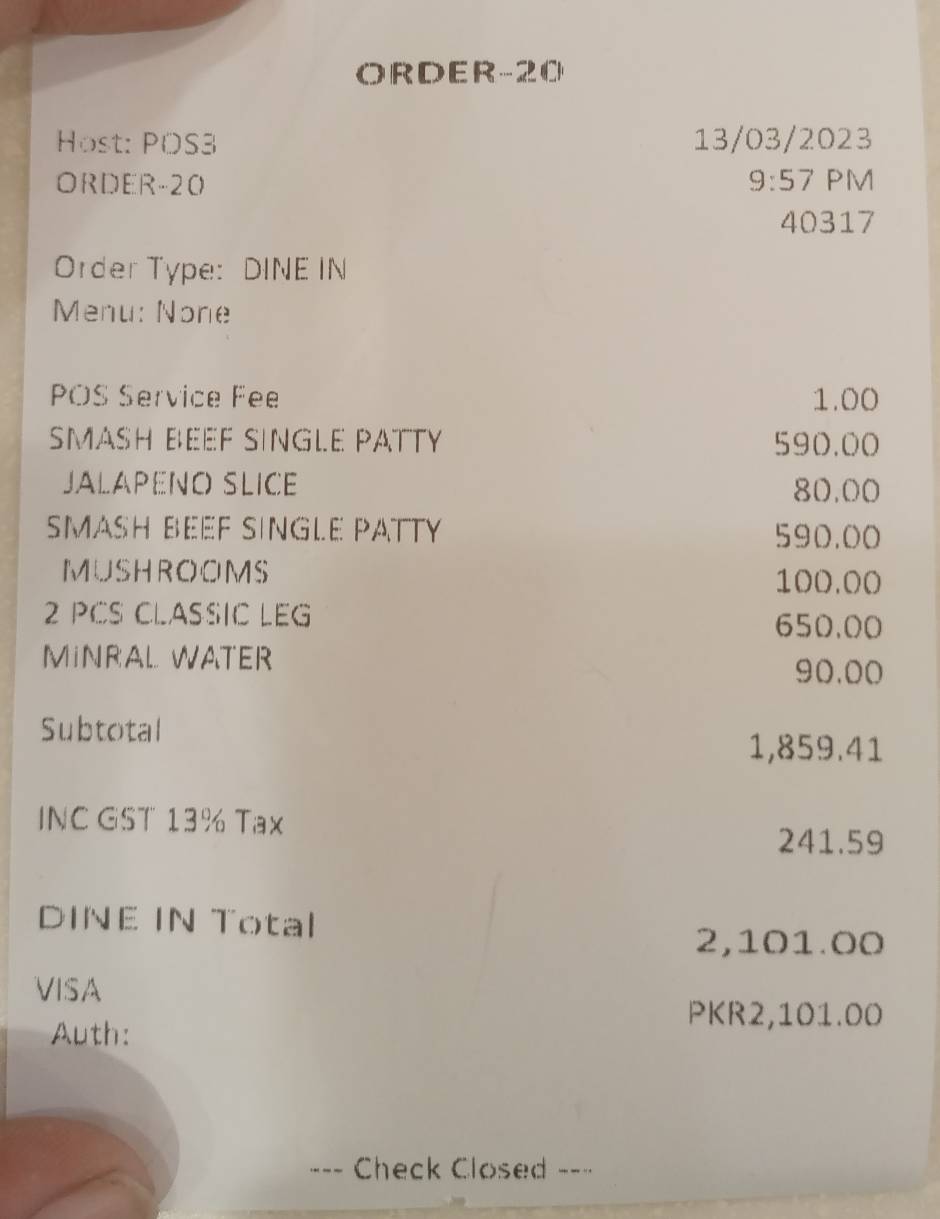 ORDER-20
Host: POS3 13/03/2023
ORDER-20 9:57 PM
40317
Order Type: DINE IN
Menu: None
POS Service Fee 1.00
SMASH BEEF SINGLE PATTY 590.00
JALAPENO SLICE 80.00
SMASH BEEF SINGLE PATTY 590.00
MUSHROOMS 100.00
2 PCS CLASSIC LEG 650.00
MINRAL WATER 90.00
Subtotal 1,859.41
INC GST 13% Tax 241.59
DINE IN Total 2,101.00
VISA PKR2,101.00
Auth:
--- Check Closed ---